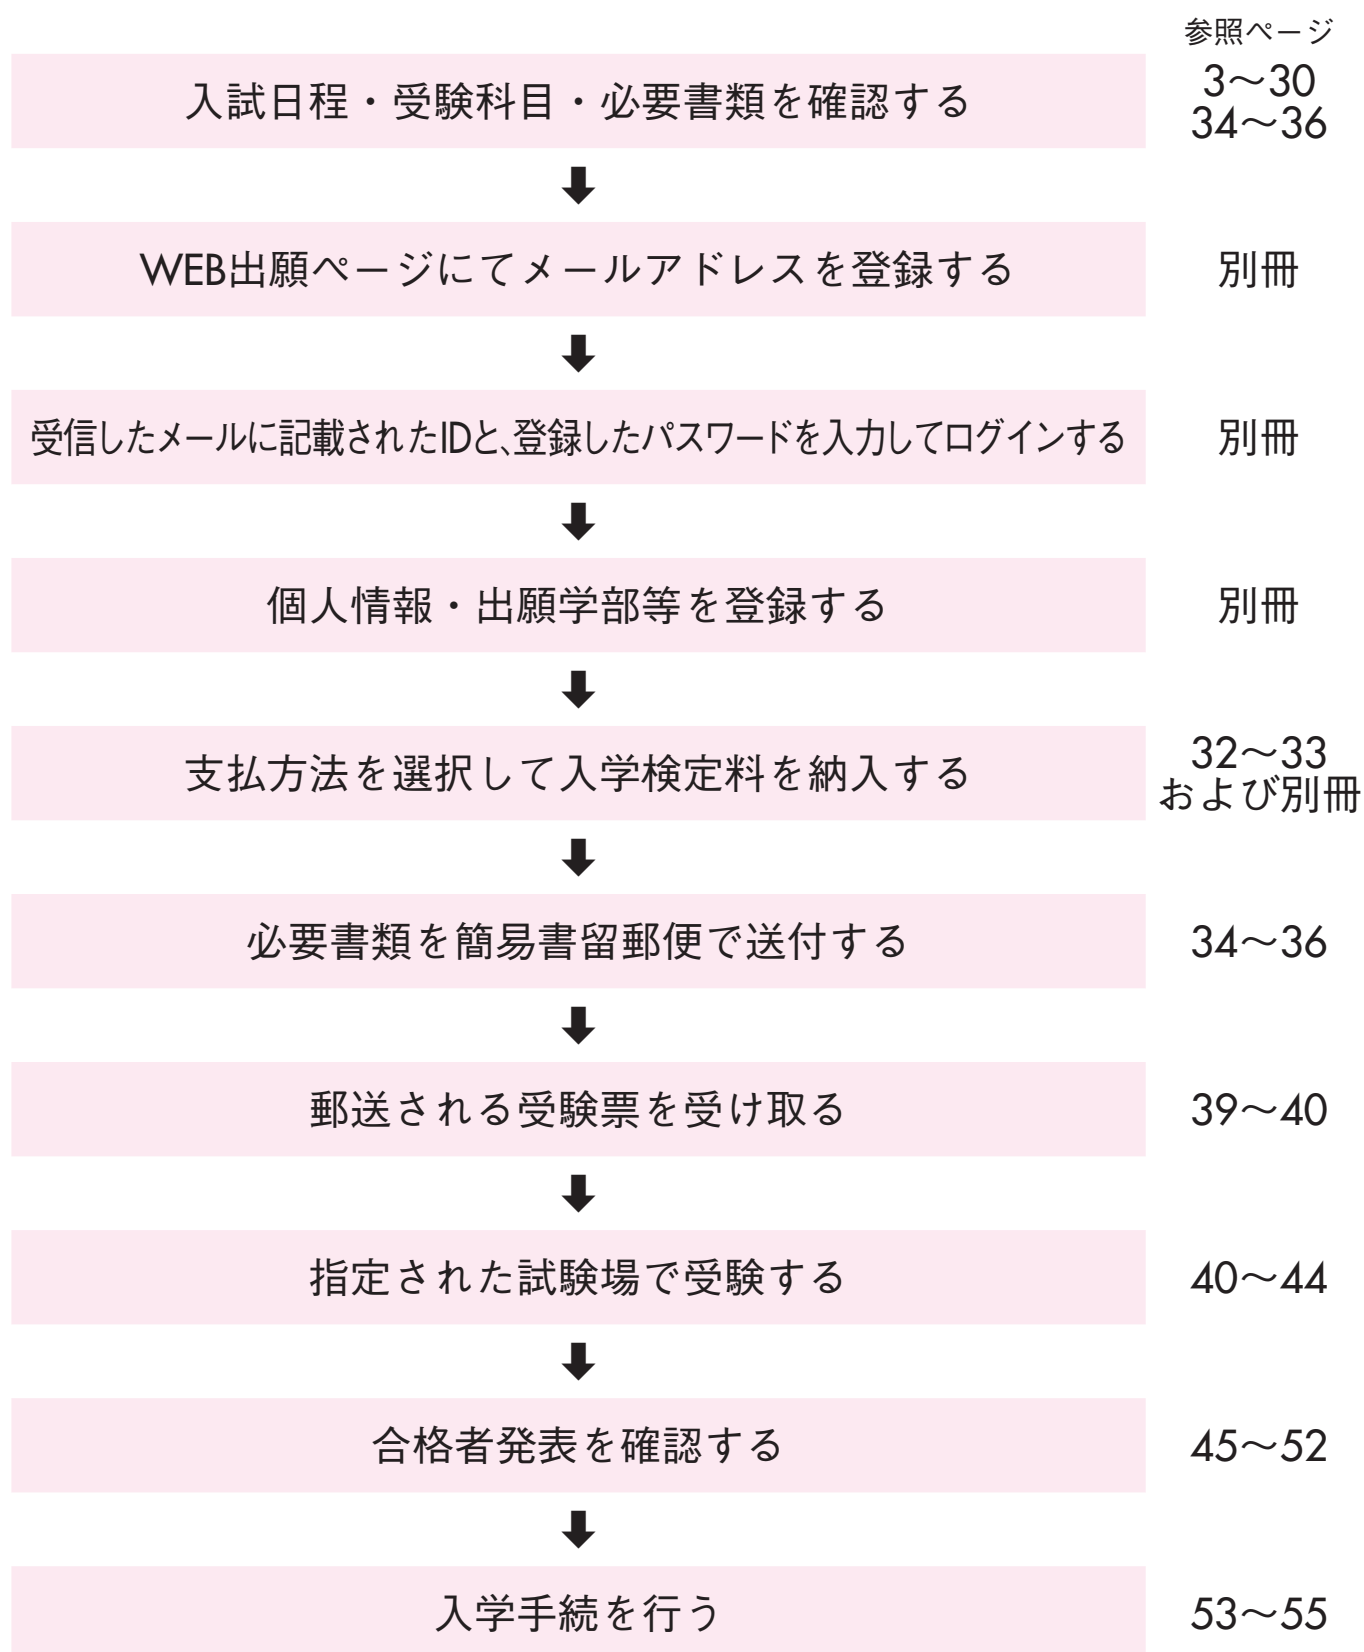 参照ページ
入試日程・受験科目・必要書類を確認する
3〜30
34〜36
WEB出願ページにてメールアドレスを登録する
別冊
受信したメールに記載されたIDと、登録したパスワードを入力してログインする
別冊
個人情報・出願学部等を登録する
別冊
支払方法を選択して入学検定料を納入する
32〜33
および別冊
必要書類を簡易書留郵便で送付する
34〜36
郵送される受験票を受け取る
39〜40
指定された試験場で受験する
40〜44
合格者発表を確認する
45〜52
入学手続を行う
53〜55